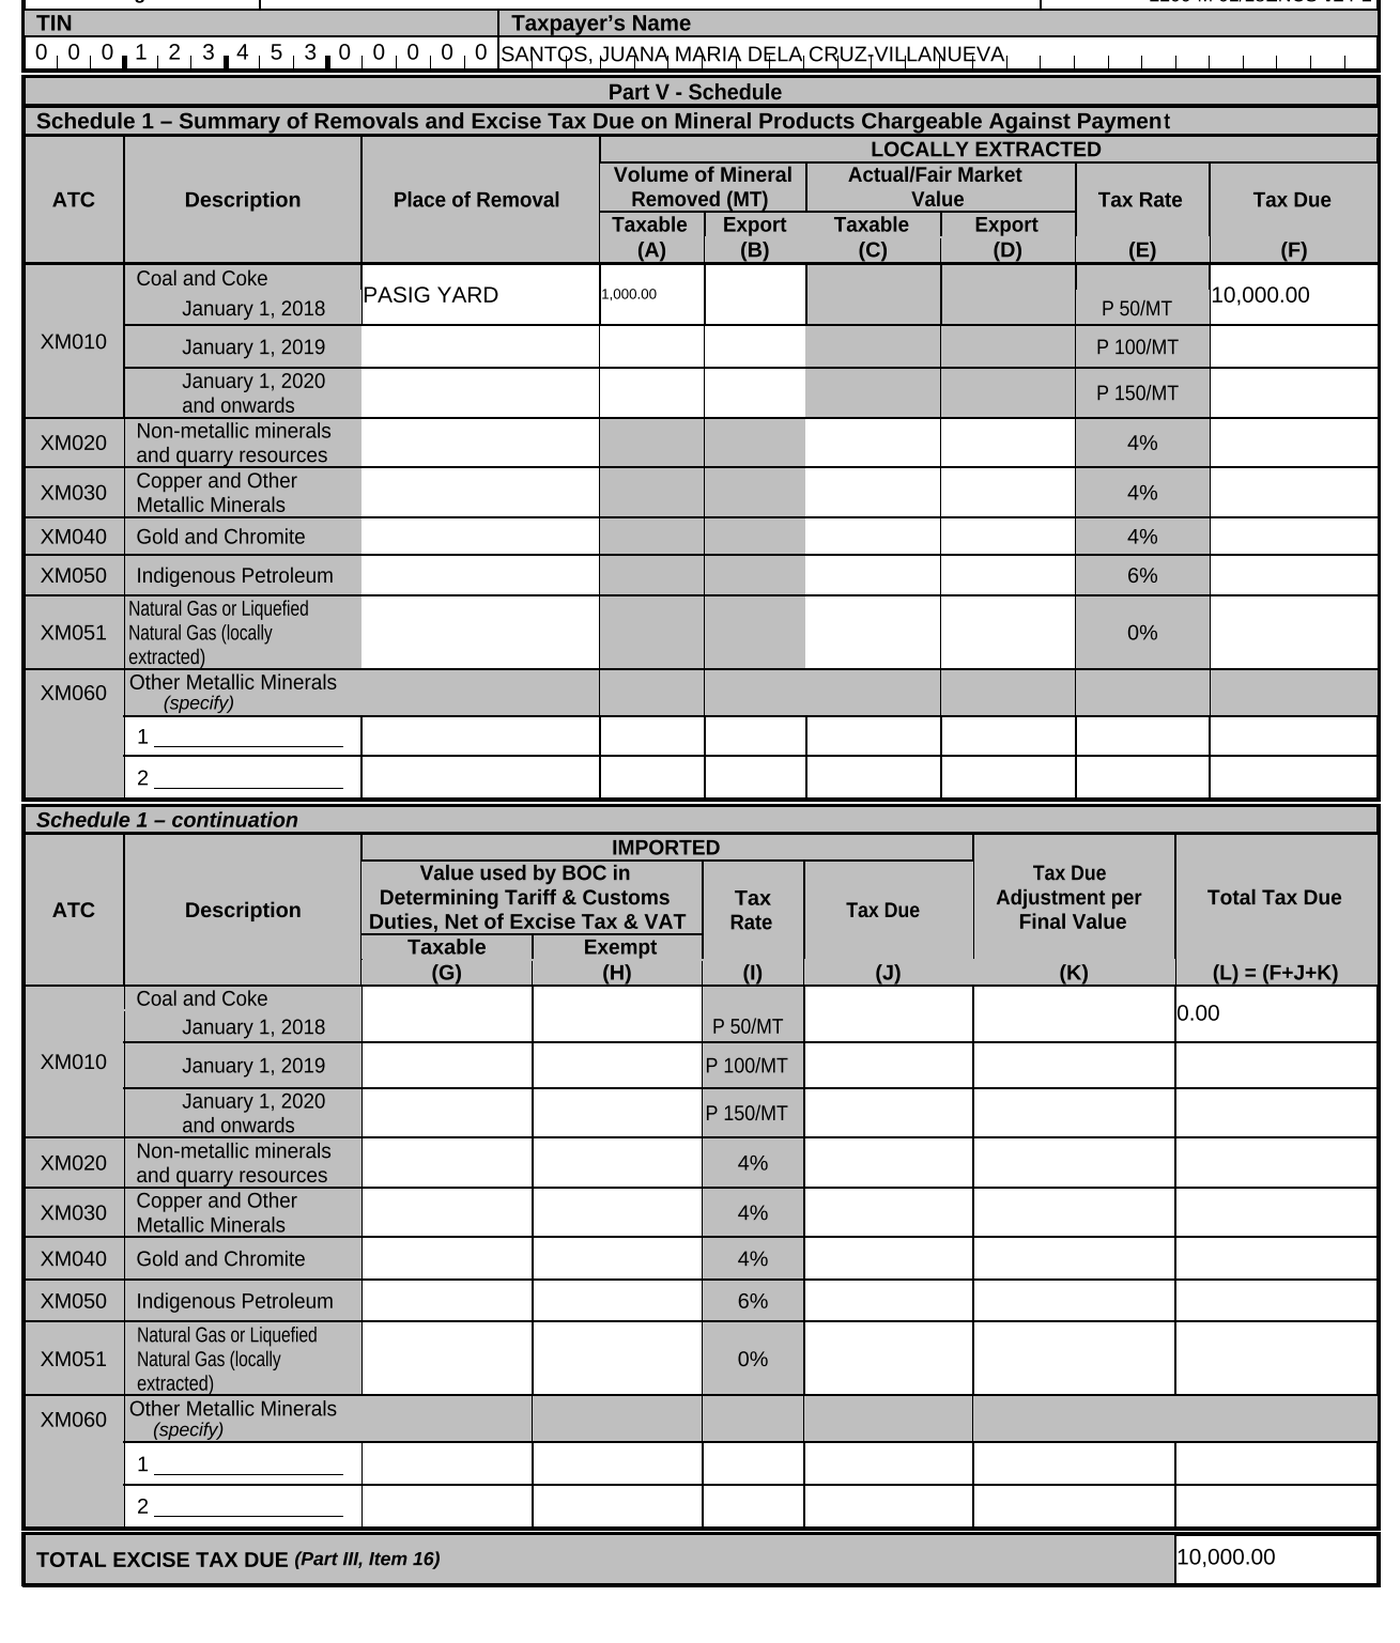 TIN Taxpayer's Name
0 0 0 1 2 3 4 5 3 0 0 0 0 0 SANTOS, JUANA MARIA DELA CRUZ-VILLANUEVA
Part V - Schedule
Schedule 1 – Summary of Removals and Excise Tax Due on Mineral Products Chargeable Against Payment
LOCALLY EXTRACTED
ATC Description Place of Removal Volume of Mineral Removed (MT) Actual/Fair Market Value Tax Rate Tax Due
Taxable Export Taxable Export
(A) (B) (C) (D) (E) (F)
XM010 Coal and Coke
January 1, 2018 PASIG YARD 1,000.00 P 50/MT 10,000.00
January 1, 2019 P 100/MT
January 1, 2020
and onwards P 150/MT
XM020 Non-metallic minerals
and quarry resources 4%
XM030 Copper and Other
Metallic Minerals 4%
XM040 Gold and Chromite 4%
XM050 Indigenous Petroleum 6%
XM051 Natural Gas or Liquefied
Natural Gas (locally
extracted) 0%
XM060 Other Metallic Minerals
(specify)
1
2
Schedule 1 – continuation
IMPORTED
ATC Description Value used by BOC in
Determining Tariff & Customs
Duties, Net of Excise Tax & VAT Tax Rate Tax Due Tax Due
Adjustment per
Final Value Total Tax Due
Taxable Exempt
(G) (H) (I) (J) (K) (L) = (F+J+K)
XM010 Coal and Coke
January 1, 2018 P 50/MT 0.00
January 1, 2019 P 100/MT
January 1, 2020
and onwards P 150/MT
XM020 Non-metallic minerals
and quarry resources 4%
XM030 Copper and Other
Metallic Minerals 4%
XM040 Gold and Chromite 4%
XM050 Indigenous Petroleum 6%
XM051 Natural Gas or Liquefied
Natural Gas (locally
extracted) 0%
XM060 Other Metallic Minerals
(specify)
1
2
TOTAL EXCISE TAX DUE (Part III, Item 16) 10,000.00